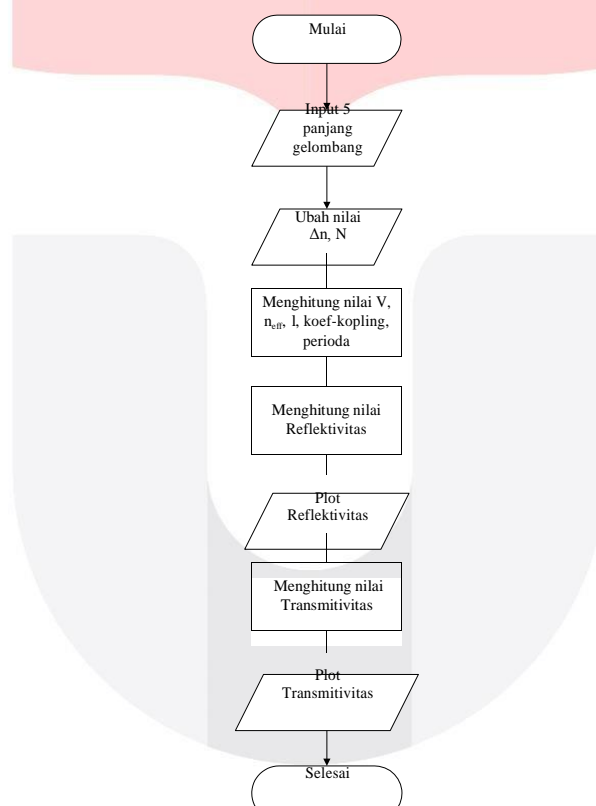 Mulai
Input 5
panjang
gelombang
Ubah nilai
Δn, N
Menghitung nilai V,
n_eff, l, koef-kopling,
perioda
Menghitung nilai
Reflektivitas
Plot
Reflektivitas
Menghitung nilai
Transmitivitas
Plot
Transmitivitas
Selesai